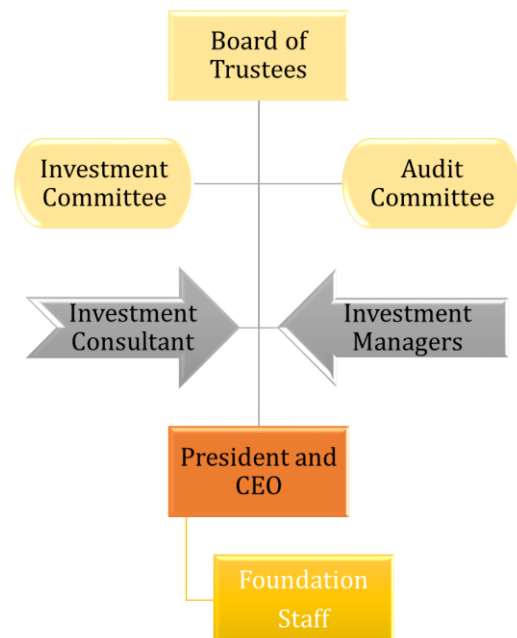 Board of
Trustees
Investment
Committee
Audit
Committee
Investment
Consultant
Investment
Managers
President and
CEO
Foundation
Staff